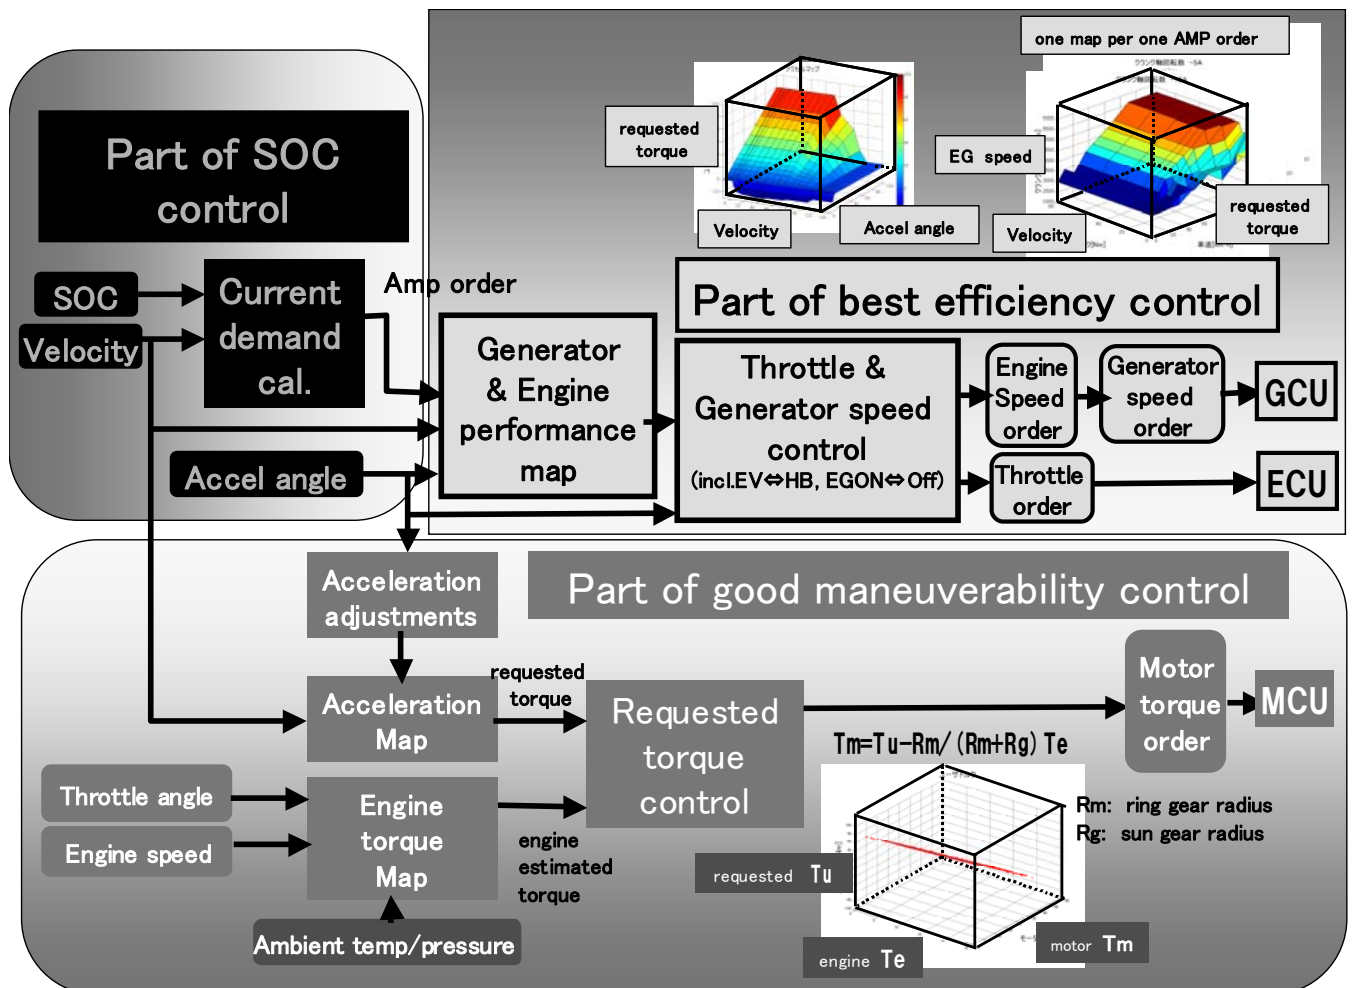 one map per one AMP order
requested
torque
EG speed
Velocity
Accel angle
Velocity
requested
torque
Part of SOC
control
SOC
Velocity
Current
demand
cal.
Amp order
Accel angle
Part of best efficiency control
Generator
& Engine
performance
map
Throttle &
Generator speed
control
(incl.EV⇔HB, EGON⇔Off)
Engine
Speed
order
Generator
speed
order
GCU
Throttle
order
ECU
Part of good maneuverability control
Acceleration
adjustments
Acceleration
Map
requested
torque
Requested
torque
control
Motor
torque
order
MCU
Throttle angle
Engine speed
Engine
torque
Map
engine
estimated
torque
Ambient temp/pressure
Tm=Tu-Rm/(Rm+Rg)Te
Rm: ring gear radius
Rg: sun gear radius
requested Tu
engine Te
motor Tm